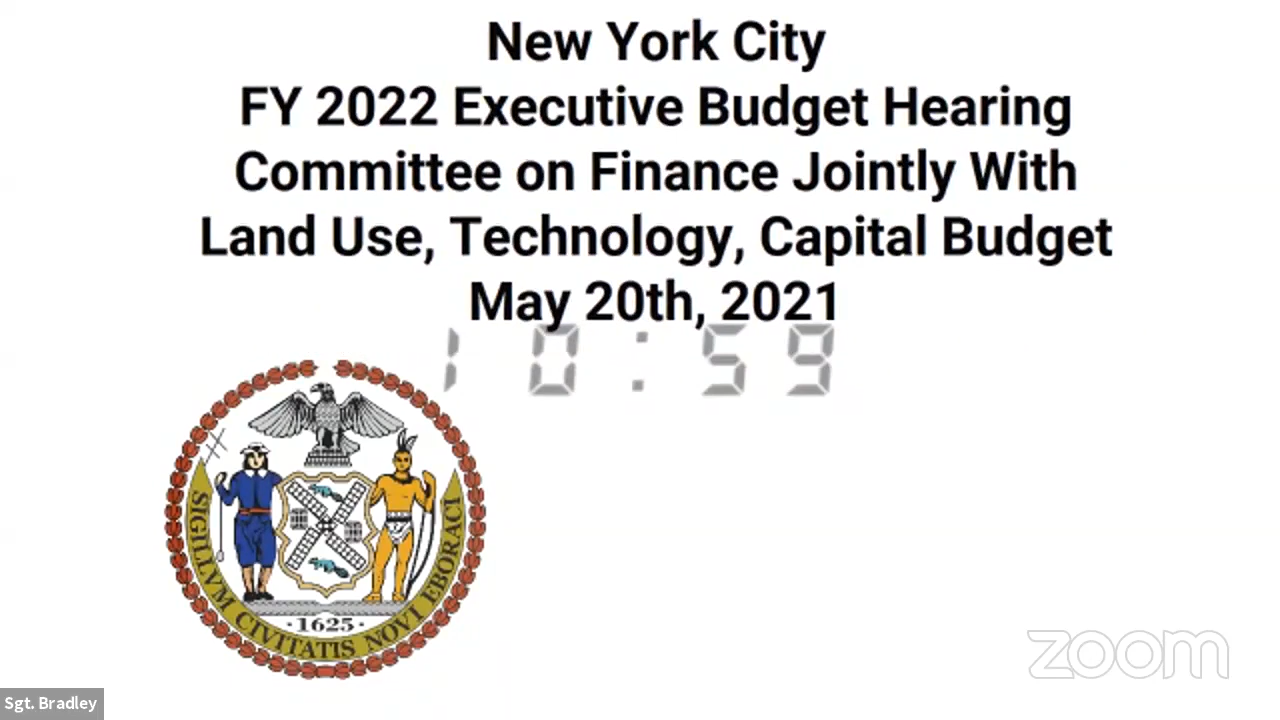 New York City
FY 2022 Executive Budget Hearing
Committee on Finance Jointly With
Land Use, Technology, Capital Budget
May 20th, 2021
10:59
SIGILLVM CIVITATIS NOVI EBORACI
·1625·
zoom
Sgt. Bradley